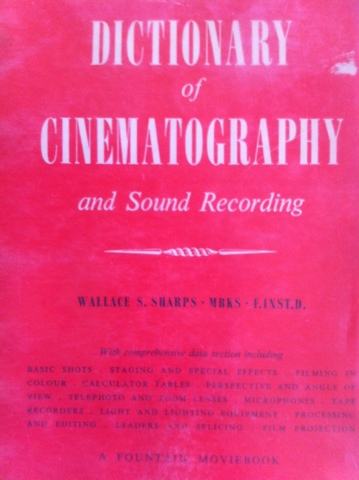 DICTIONARY
of
CINEMATOGRAPHY
and Sound Recording
WALLACE S. SHARPS · MBKS · F.INST.D.
With comprehensive data section including
BASIC SHOTS . STAGING AND SPECIAL EFFECTS . FILMING IN
COLOUR . CALCULATOR TABLES . PERSPECTIVE AND ANGLE OF
VIEW . TELEPHOTO AND ZOOM LENSES . MICROPHONES . TAPE
RECORDERS . LIGHT AND LIGHTING EQUIPMENT . PROCESSING
AND EDITING . LEADERS AND SPLICING . FILM PROJECTION
A FOUNTAIN MOVIEBOOK